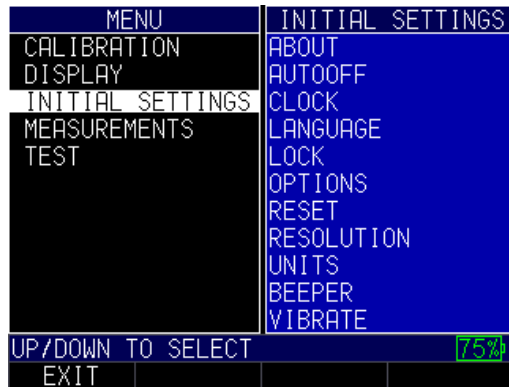 MENU
CALIBRATION
DISPLAY
INITIAL SETTINGS
MEASUREMENTS
TEST
INITIAL SETTINGS
ABOUT
AUTOOFF
CLOCK
LANGUAGE
LOCK
OPTIONS
RESET
RESOLUTION
UNITS
BEEPER
VIBRATE
UP/DOWN TO SELECT
75%
EXIT